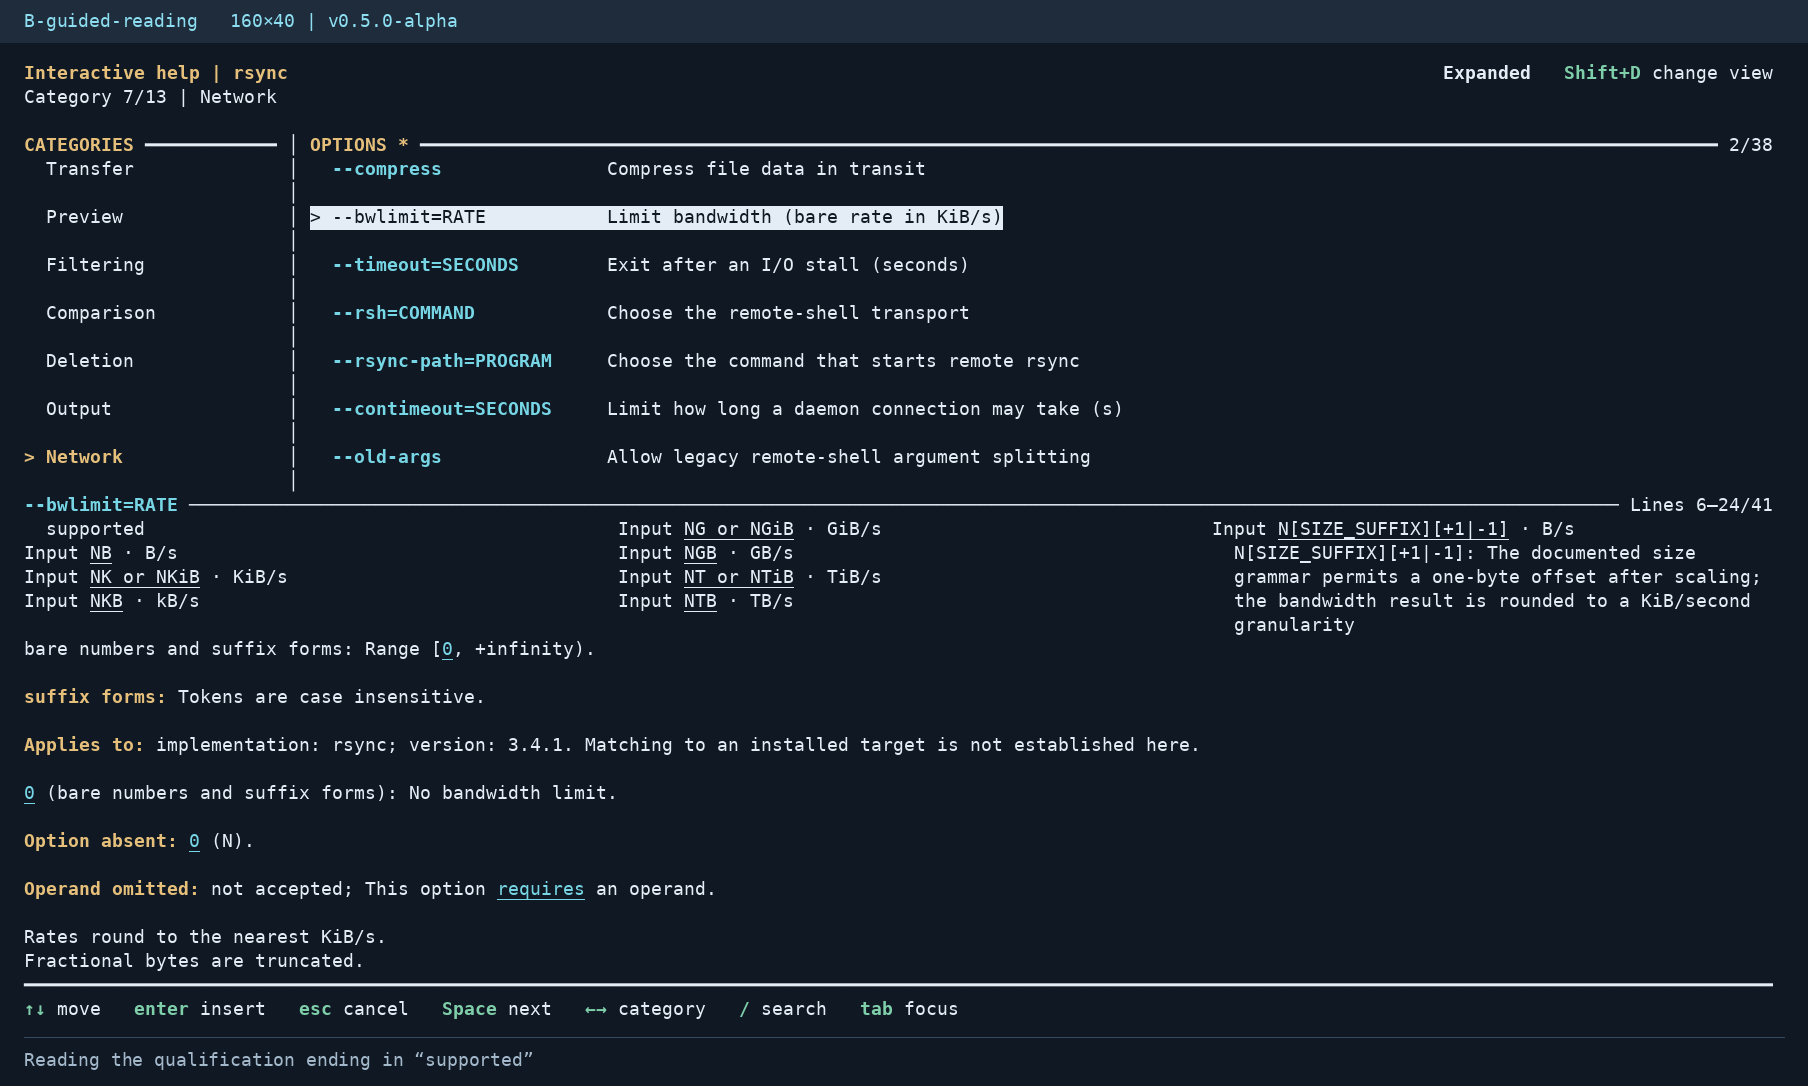 B-guided-reading   160×40 | v0.5.0-alpha
Interactive help | rsync   Expanded   Shift+D change view
Category 7/13 | Network
CATEGORIES   OPTIONS *   2/38
Transfer   --compress   Compress file data in transit
Preview   > --bwlimit=RATE   Limit bandwidth (bare rate in KiB/s)
Filtering   --timeout=SECONDS   Exit after an I/O stall (seconds)
Comparison   --rsh=COMMAND   Choose the remote-shell transport
Deletion   --rsync-path=PROGRAM   Choose the command that starts remote rsync
Output   --contimeout=SECONDS   Limit how long a daemon connection may take (s)
> Network   --old-args   Allow legacy remote-shell argument splitting
--bwlimit=RATE   Lines 6–24/41
supported   Input NG or NGiB · GiB/s   Input N[SIZE_SUFFIX][+1|-1] · B/s
Input NB · B/s   Input NGB · GB/s   N[SIZE_SUFFIX][+1|-1]: The documented size
Input NK or NKiB · KiB/s   Input NT or NTiB · TiB/s   grammar permits a one-byte offset after scaling;
Input NKB · kB/s   Input NTB · TB/s   the bandwidth result is rounded to a KiB/second
granularity
bare numbers and suffix forms: Range [0, +infinity).
suffix forms: Tokens are case insensitive.
Applies to: implementation: rsync; version: 3.4.1. Matching to an installed target is not established here.
0 (bare numbers and suffix forms): No bandwidth limit.
Option absent: 0 (N).
Operand omitted: not accepted; This option requires an operand.
Rates round to the nearest KiB/s.
Fractional bytes are truncated.
↑↓ move   enter insert   esc cancel   Space next   ←→ category   / search   tab focus
Reading the qualification ending in “supported”